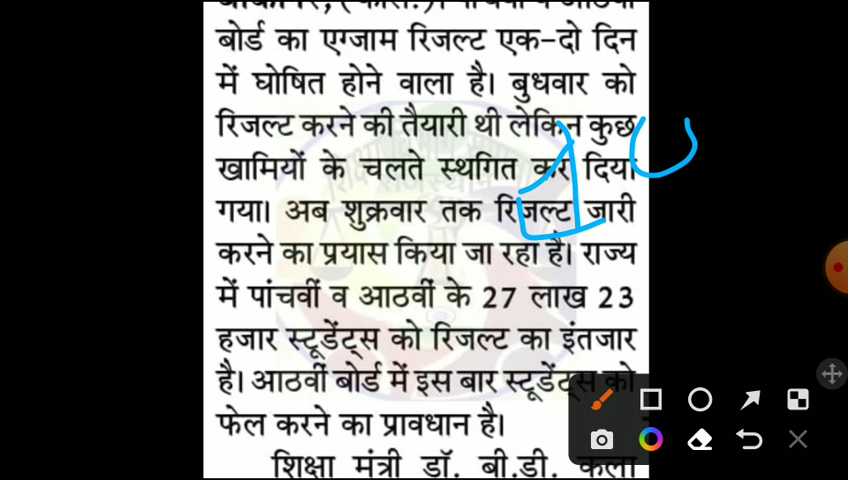 बोर्ड का एग्जाम रिजल्ट एक-दो दिन
में घोषित होने वाला है। बुधवार को
रिजल्ट करने की तैयारी थी लेकिन कुछ
खामियों के चलते स्थगित कर दिया
गया। अब शुक्रवार तक रिजल्ट जारी
करने का प्रयास किया जा रहा है। राज्य
में पांचवीं व आठवीं के 27 लाख 23
हजार स्टूडेंट्स को रिजल्ट का इंतजार
है। आठवीं बोर्ड में इस बार स्टूडेंट्स को
फेल करने का प्रावधान है।
शिक्षा मंत्री डॉ. बी.डी. कल्ला